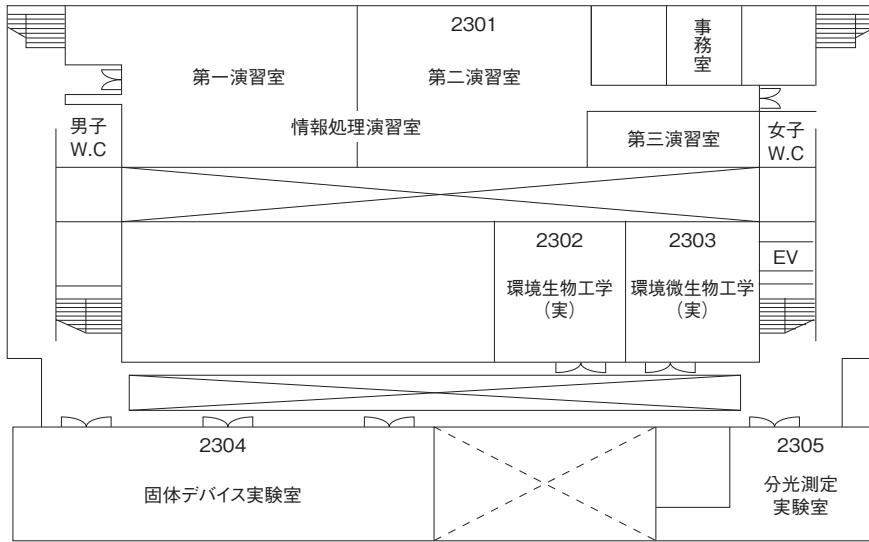 2301
事務室
第一演習室
第二演習室
情報処理演習室
第三演習室
男子
W.C
女子
W.C
2302
環境生物工学
（実）
2303
環境微生物工学
（実）
EV
2304
固体デバイス実験室
2305
分光測定
実験室